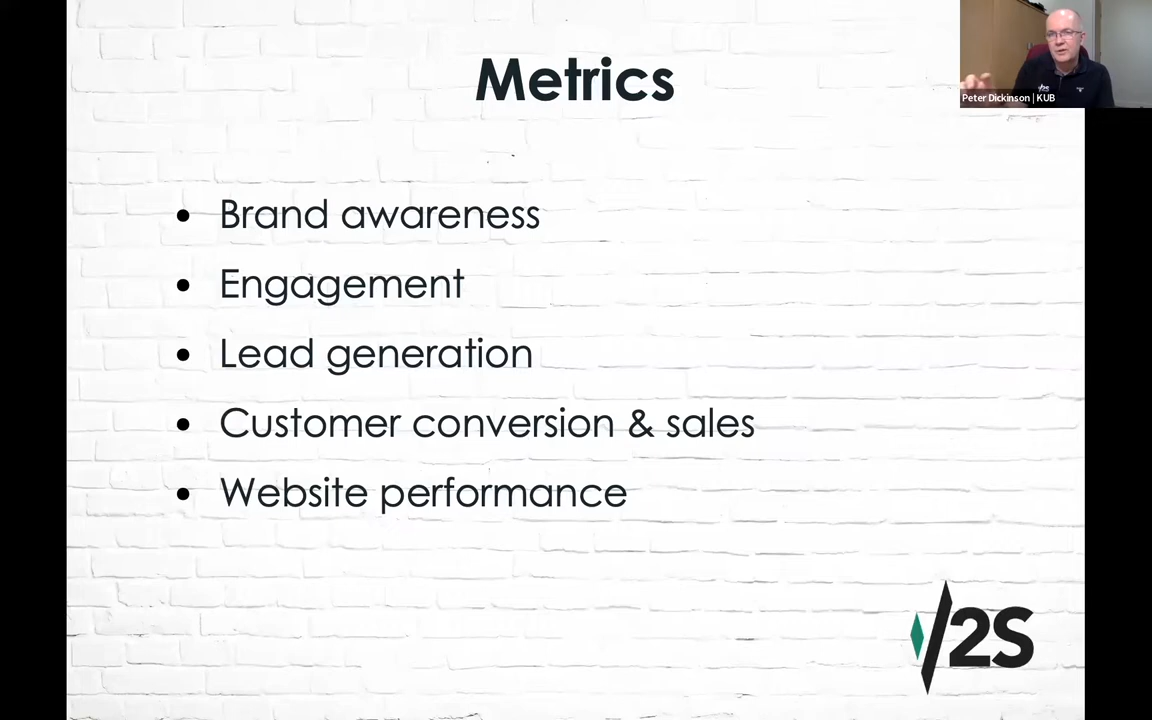 Metrics
Peter Dickinson | KUB
• Brand awareness
• Engagement
• Lead generation
• Customer conversion & sales
• Website performance
/2S